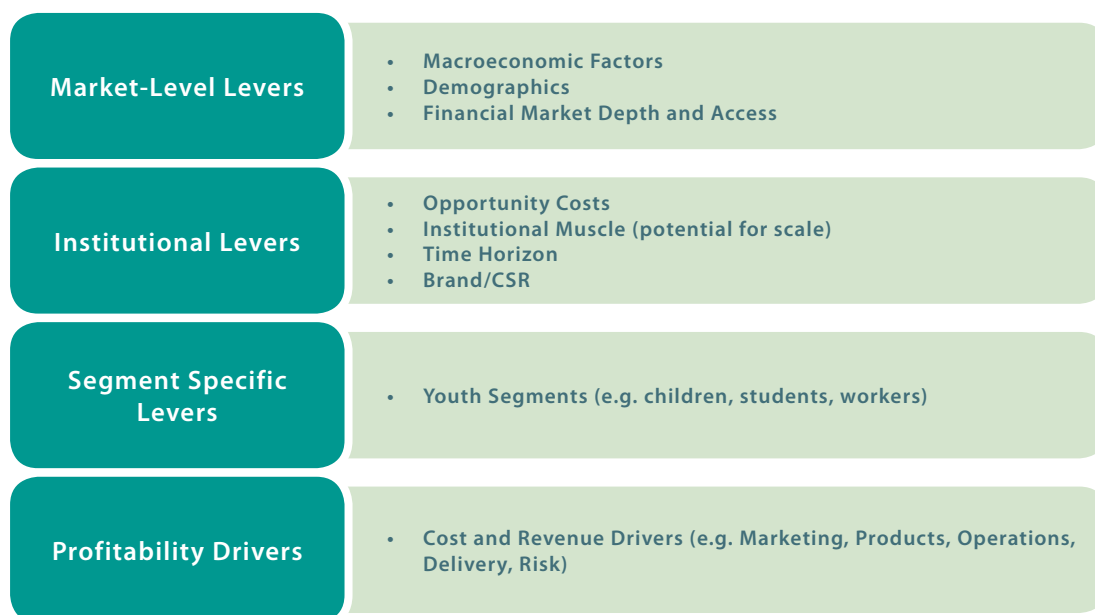 Market-Level Levers
• Macroeconomic Factors
• Demographics
• Financial Market Depth and Access
Institutional Levers
• Opportunity Costs
• Institutional Muscle (potential for scale)
• Time Horizon
• Brand/CSR
Segment Specific
Levers
• Youth Segments (e.g. children, students, workers)
Profitability Drivers
• Cost and Revenue Drivers (e.g. Marketing, Products, Operations,
Delivery, Risk)